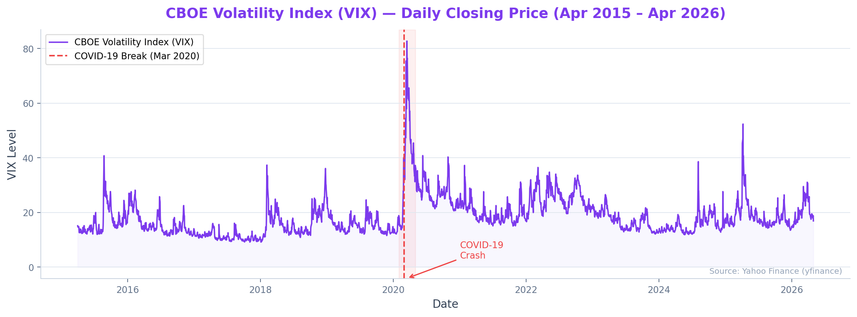 CBOE Volatility Index (VIX) — Daily Closing Price (Apr 2015 – Apr 2026)
CBOE Volatility Index (VIX)
COVID-19 Break (Mar 2020)
80
60
40
20
0
VIX Level
COVID-19
Crash
Source: Yahoo Finance (yfinance)
2016
2018
2020
2022
2024
2026
Date